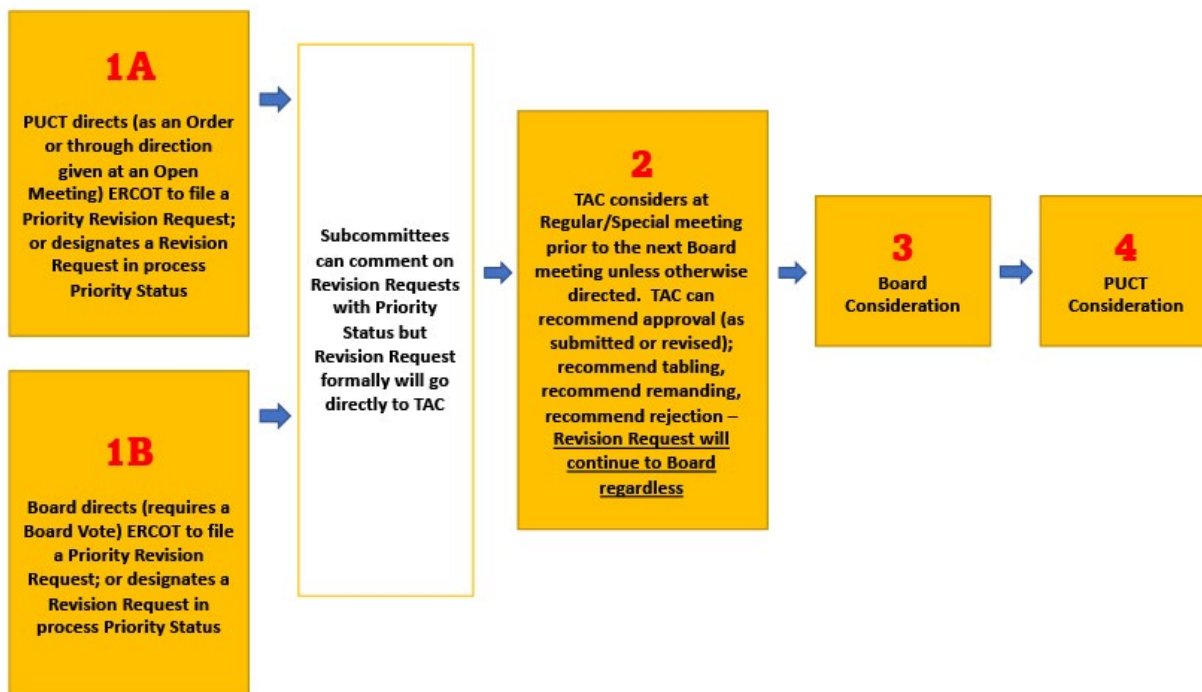 1A
PUCT directs (as an Order
or through direction
given at an Open
Meeting) ERCOT to file a
Priority Revision Request;
or designates a Revision
Request in process
Priority Status
1B
Board directs (requires a
Board Vote) ERCOT to file
a Priority Revision
Request; or designates a
Revision Request in
process Priority Status
Subcommittees
can comment on
Revision Requests
with Priority
Status but
Revision Request
formally will go
directly to TAC
2
TAC considers at
Regular/Special meeting
prior to the next Board
meeting unless otherwise
directed.  TAC can
recommend approval (as
submitted or revised);
recommend tabling,
recommend remanding,
recommend rejection –
Revision Request will
continue to Board
regardless
3
Board
Consideration
4
PUCT
Consideration